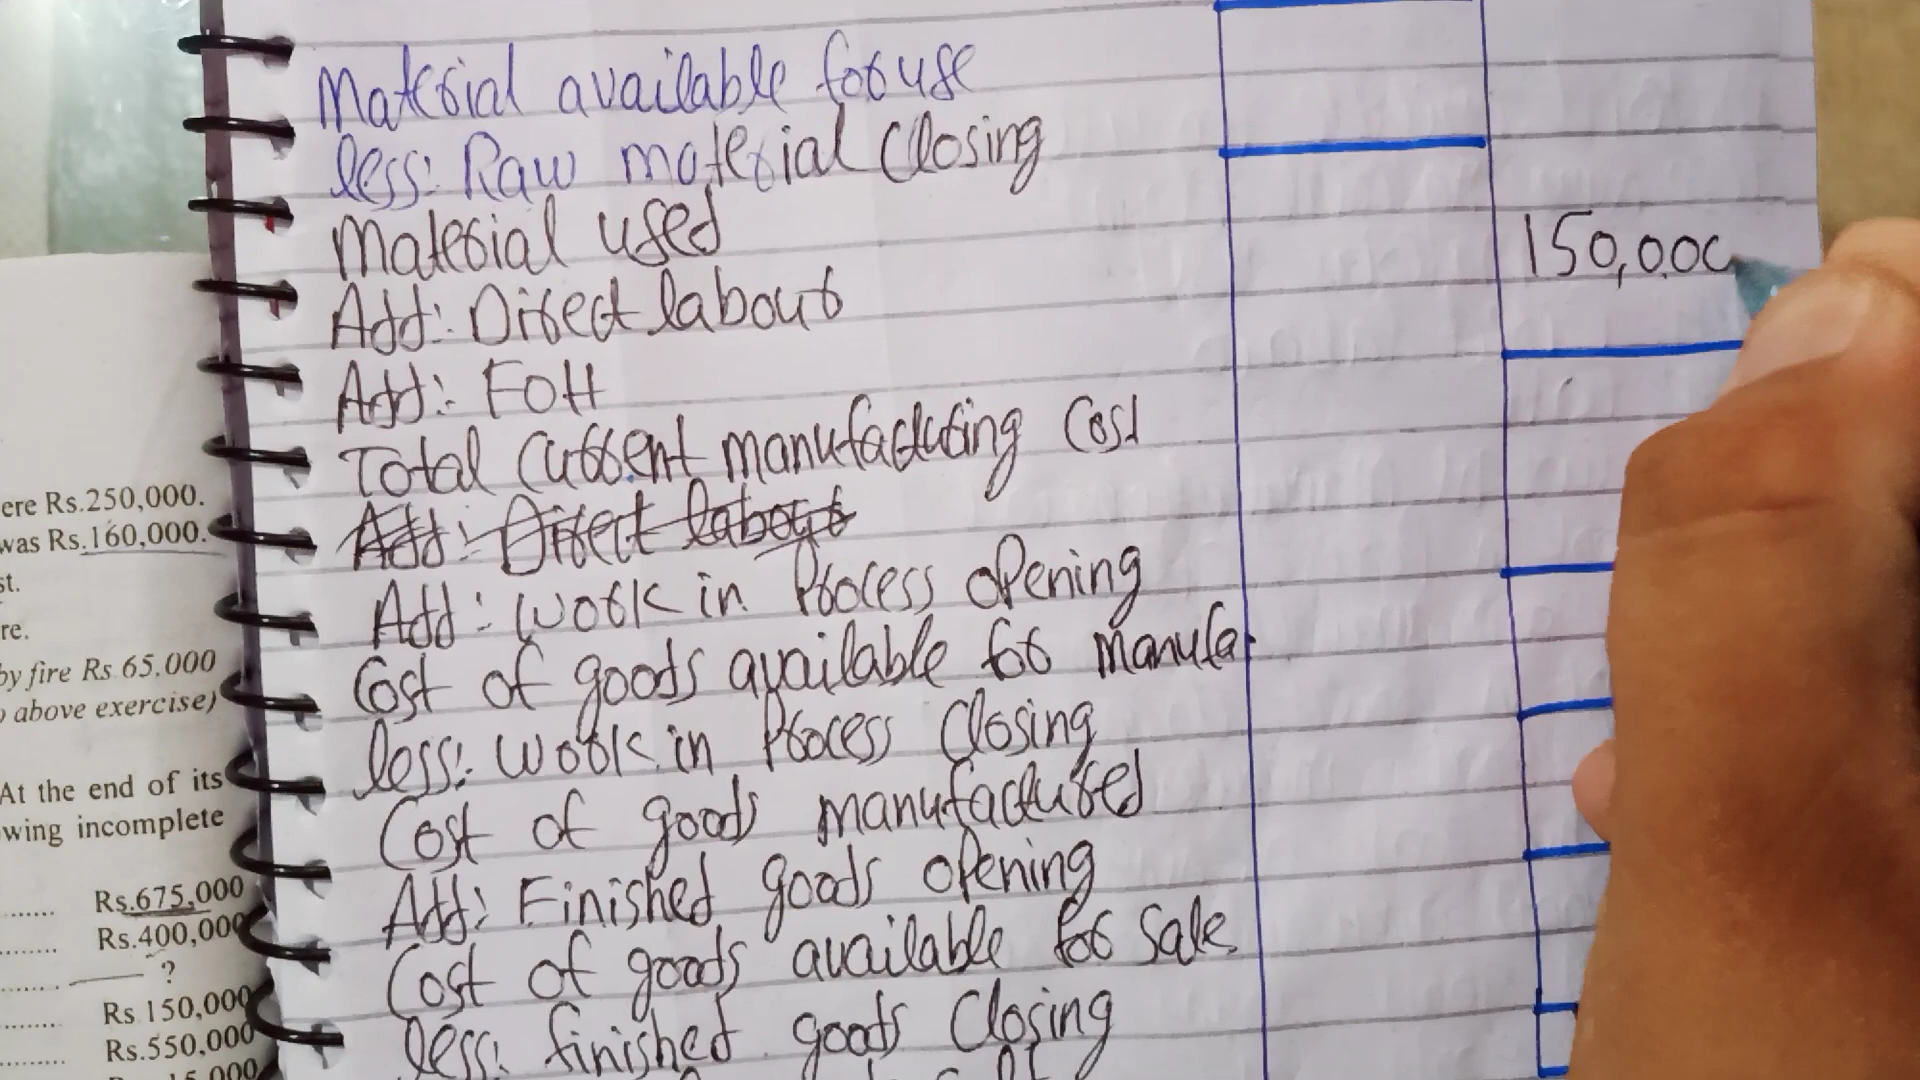 Material available for use
less: Raw material Closing
Material used
150,000
Add: Direct labour
Add: FOH
Total Current manufacturing Cost
Add: Direct labour
Add: Work in Process opening
Cost of goods available for manufa
less: Work in Process Closing
Cost of goods manufactured
Add: Finished goods opening
Cost of goods available for Sale
less: finished goods Closing
ere Rs.250,000.
was Rs.160,000.
st.
re.
by fire Rs 65,000
above exercise)
At the end of its
wing incomplete
....... Rs.675,000
........ Rs.400,000
........ ?
........ Rs 150,000
........ Rs.550,000